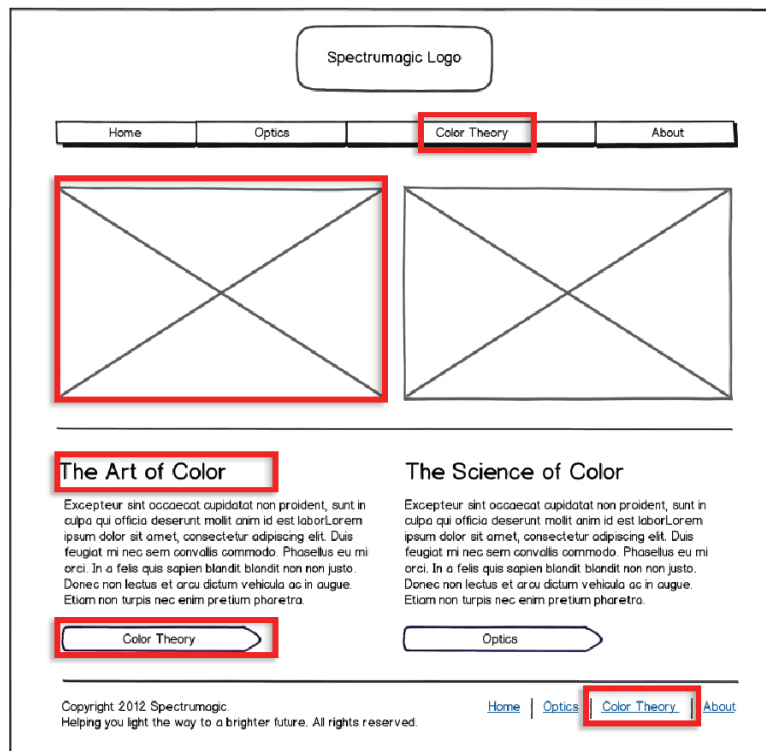 Spectrumagic Logo
Home
Optics
Color Theory
About
The Art of Color
Excepteur sint occaecat cupidatat non proident, sunt in
culpa qui officia deserunt mollit anim id est laborLorem
ipsum dolor sit amet, consectetur adipiscing elit. Duis
feugiat mi nec sem convallis commodo. Phasellus eu mi
orci. In a felis quis sapien blandit blandit non non justo.
Donec non lectus et arcu dictum vehicula ac in augue.
Etiam non turpis nec enim pretium pharetra.
Color Theory
The Science of Color
Excepteur sint occaecat cupidatat non proident, sunt in
culpa qui officia deserunt mollit anim id est laborLorem
ipsum dolor sit amet, consectetur adipiscing elit. Duis
feugiat mi nec sem convallis commodo. Phasellus eu mi
orci. In a felis quis sapien blandit blandit non non justo.
Donec non lectus et arcu dictum vehicula ac in augue.
Etiam non turpis nec enim pretium pharetra.
Optics
Copyright 2012 Spectrumagic.
Helping you light the way to a brighter future. All rights reserved.
Home
Optics
Color Theory
About